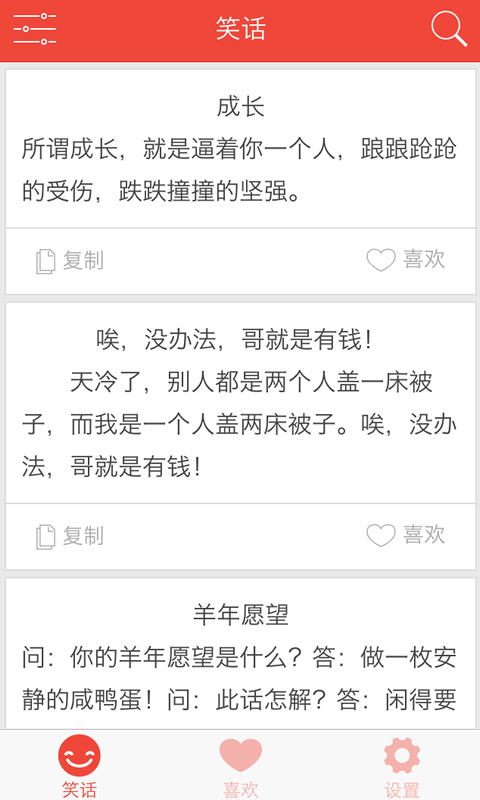 笑话
成长
所谓成长，就是逼着你一个人，踉踉跄跄
的受伤，跌跌撞撞的坚强。
复制
喜欢
唉，没办法，哥就是有钱！
天冷了，别人都是两个人盖一床被
子，而我是一个人盖两床被子。唉，没办
法，哥就是有钱！
复制
喜欢
羊年愿望
问：你的羊年愿望是什么？答：做一枚安
静的咸鸭蛋！问：此话怎解？答：闲得要
笑话
喜欢
设置